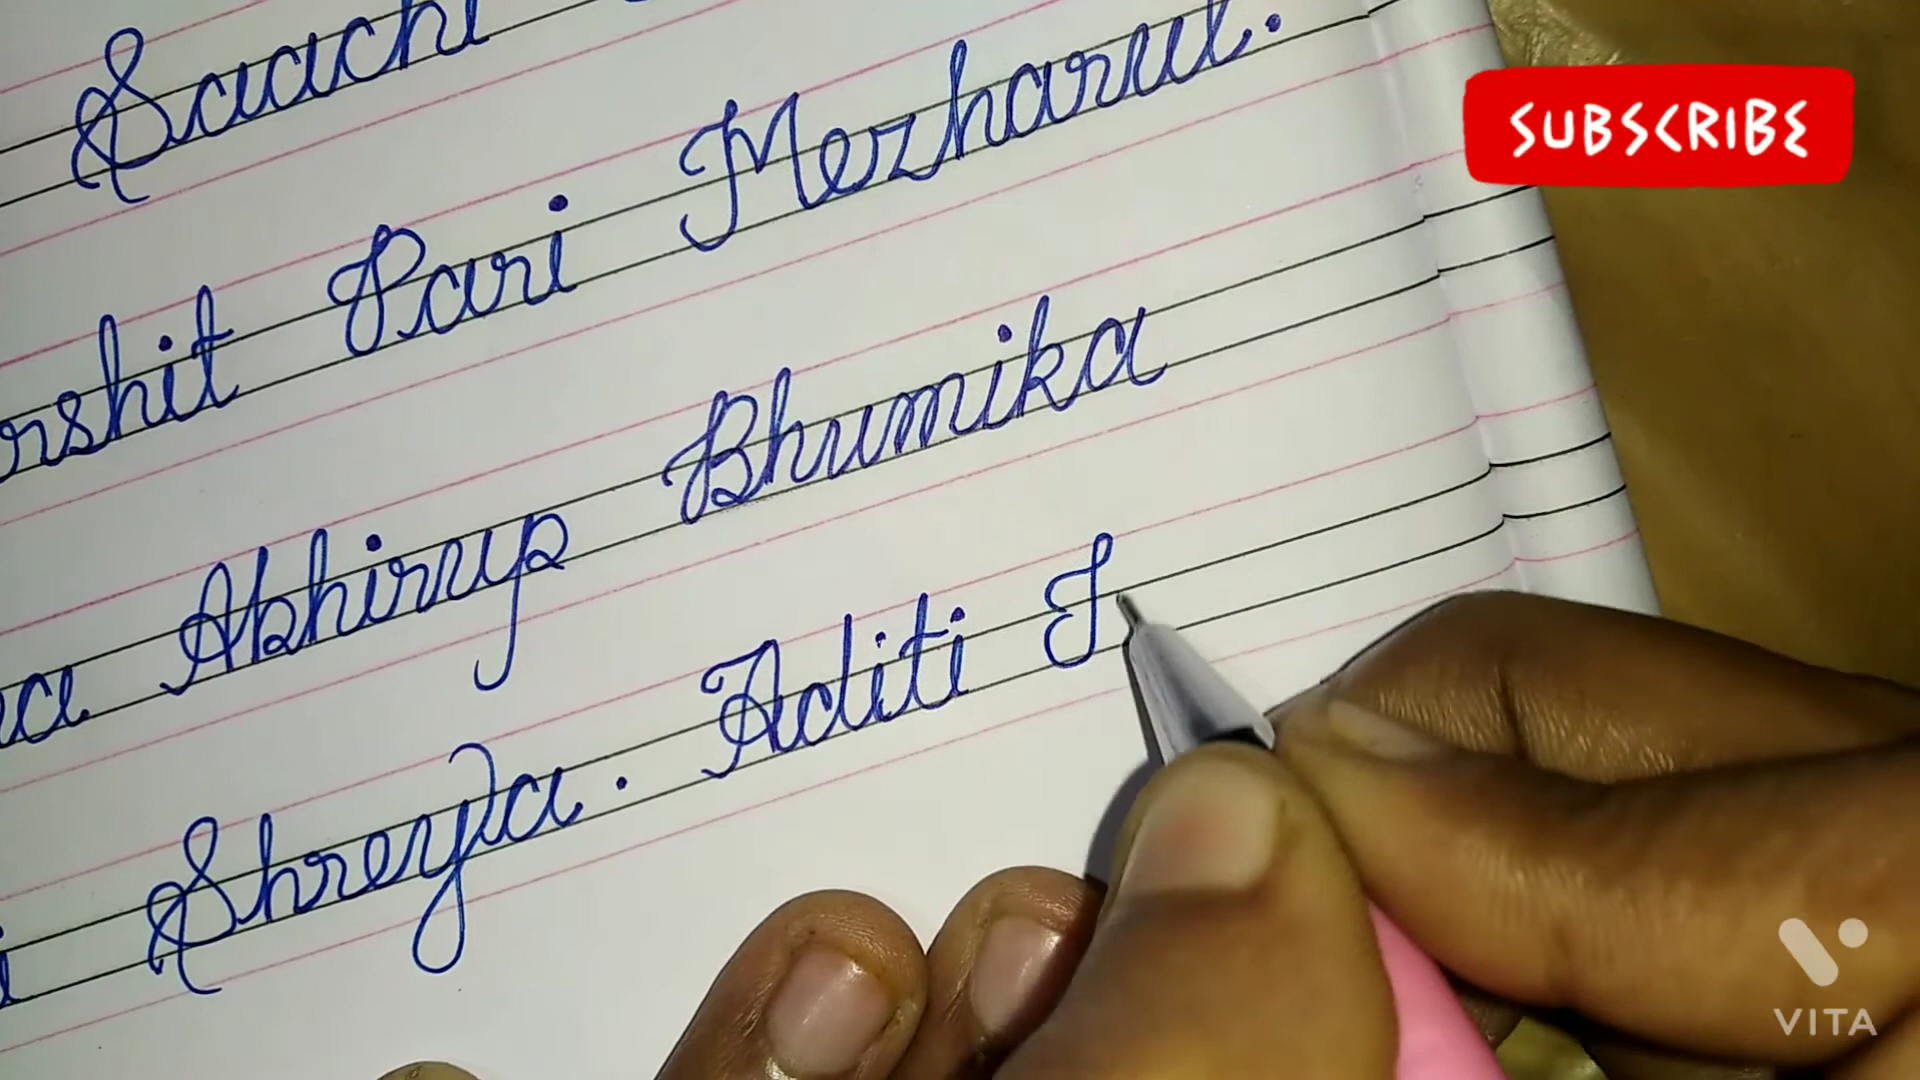 Saachi
SUBSCRIBE
rshit Pari Mezharul.
a Abhirup Bhumika
i Shreya. Aditi
VITA